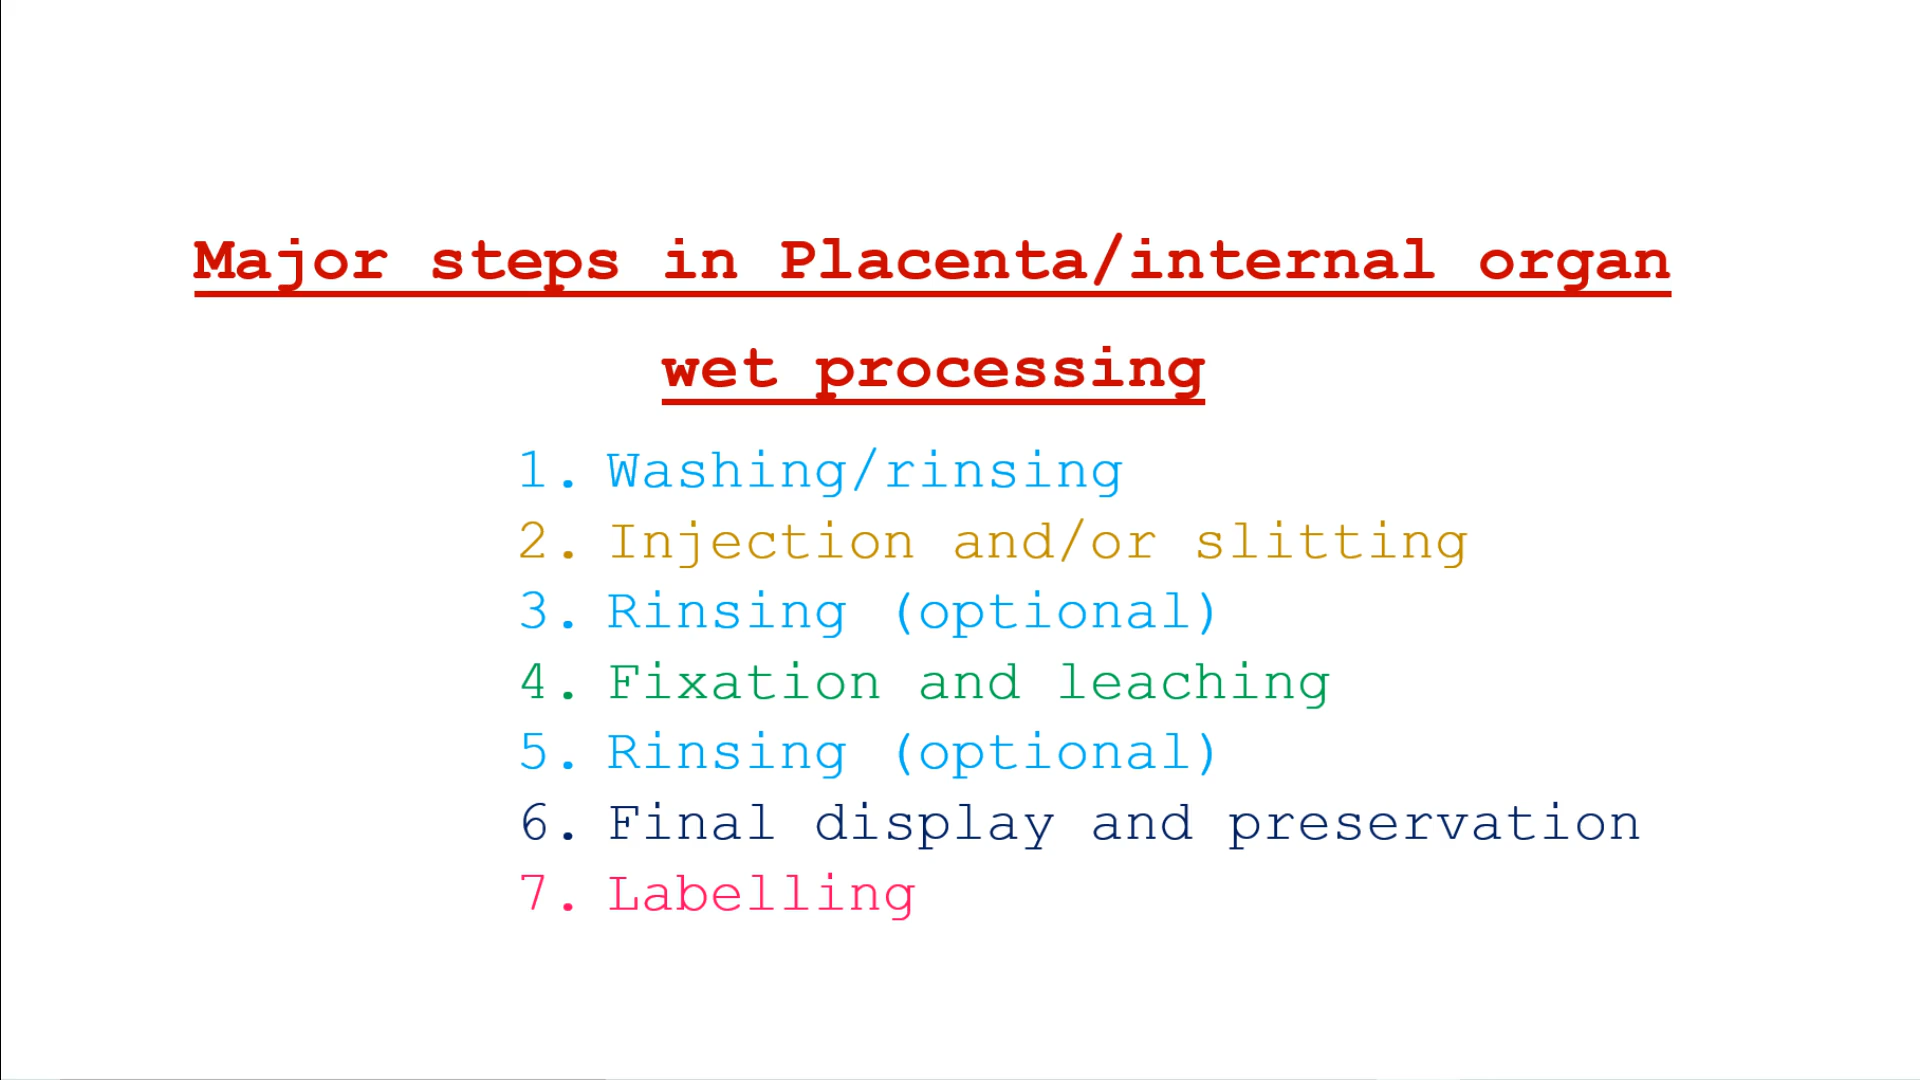 Major steps in Placenta/internal organ
wet processing
1. Washing/rinsing
2. Injection and/or slitting
3. Rinsing (optional)
4. Fixation and leaching
5. Rinsing (optional)
6. Final display and preservation
7. Labelling